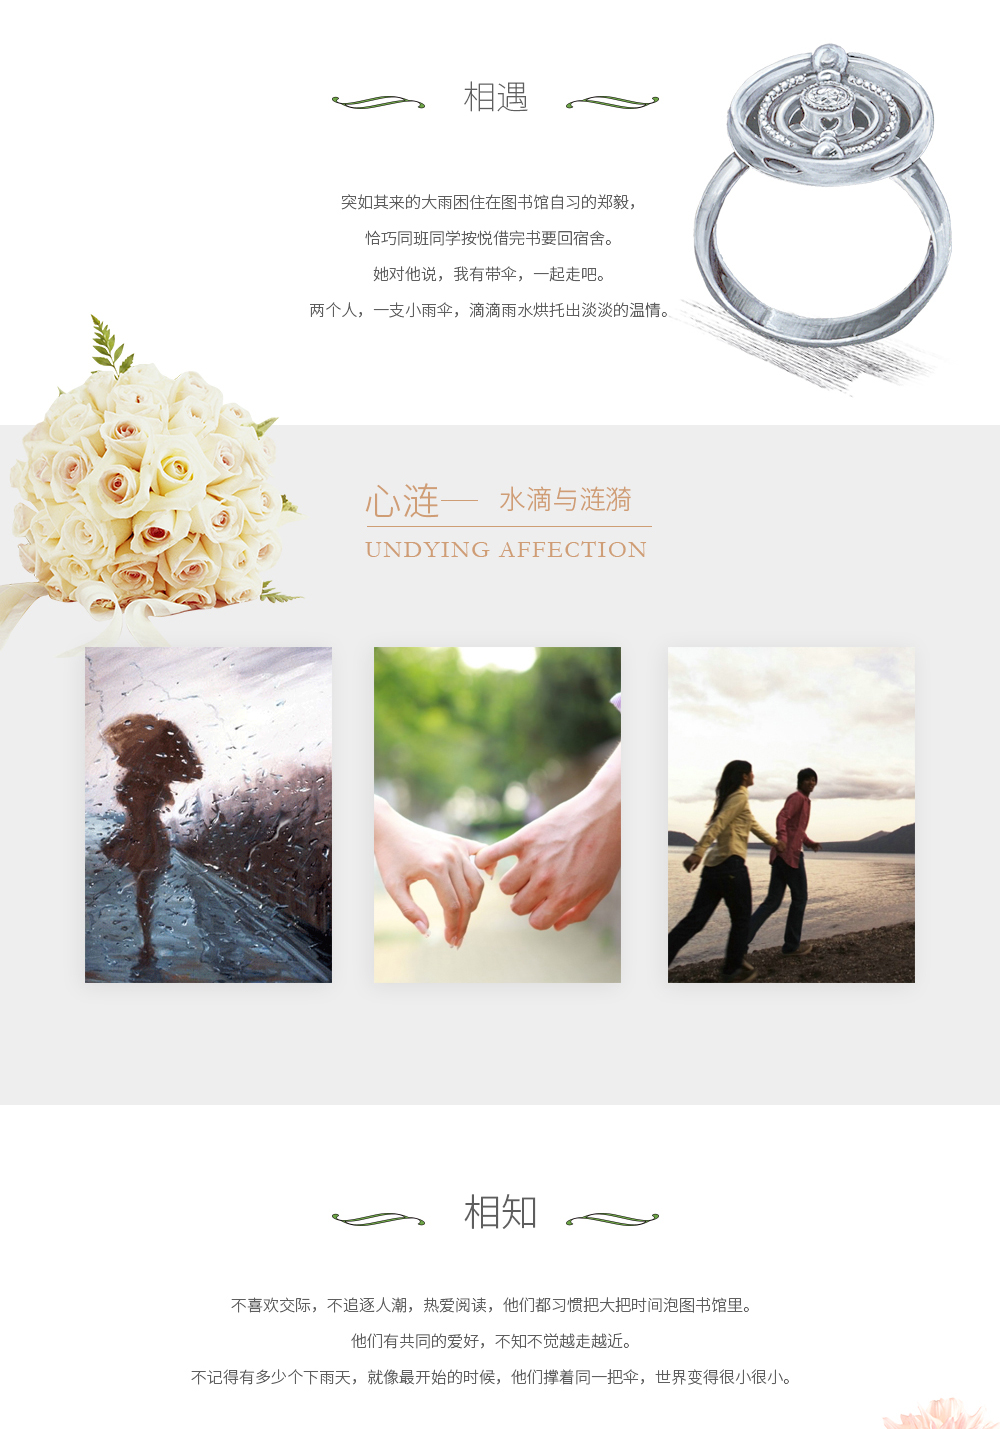 相遇
突如其来的大雨困住在图书馆自习的郑毅，
恰巧同班同学按悦借完书要回宿舍。
她对他说，我有带伞，一起走吧。
两个人，一支小雨伞，滴滴雨水烘托出淡淡的温情。
心涟—— 水滴与涟漪
UNDYING AFFECTION
相知
不喜欢交际，不追逐人潮，热爱阅读，他们都习惯把大把时间泡图书馆里。
他们有共同的爱好，不知不觉越走越近。
不记得有多少个下雨天，就像最开始的时候，他们撑着同一把伞，世界变得很小很小。